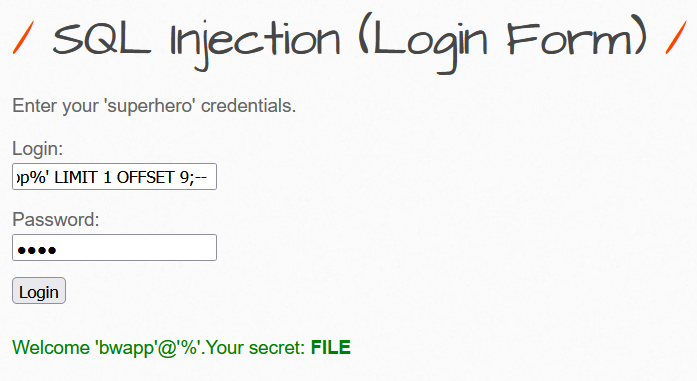 / SQL Injection (Login Form) /
Enter your 'superhero' credentials.
Login:
p%' LIMIT 1 OFFSET 9;--
Password:
●●●●
Login
Welcome 'bwapp'@'%'.Your secret: FILE